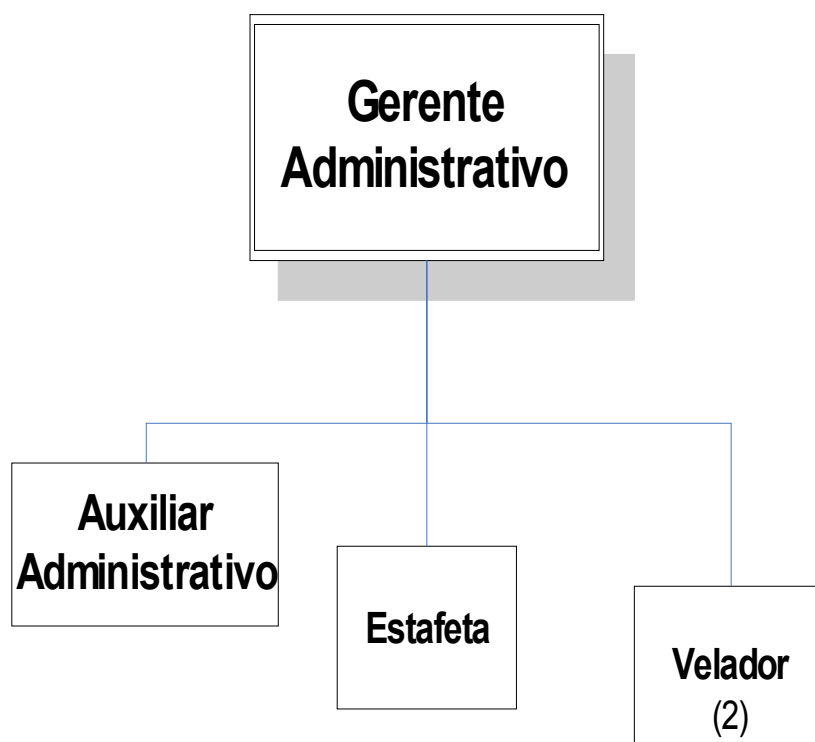 Gerente
Administrativo
Auxiliar
Administrativo
Estafeta
Velador
(2)